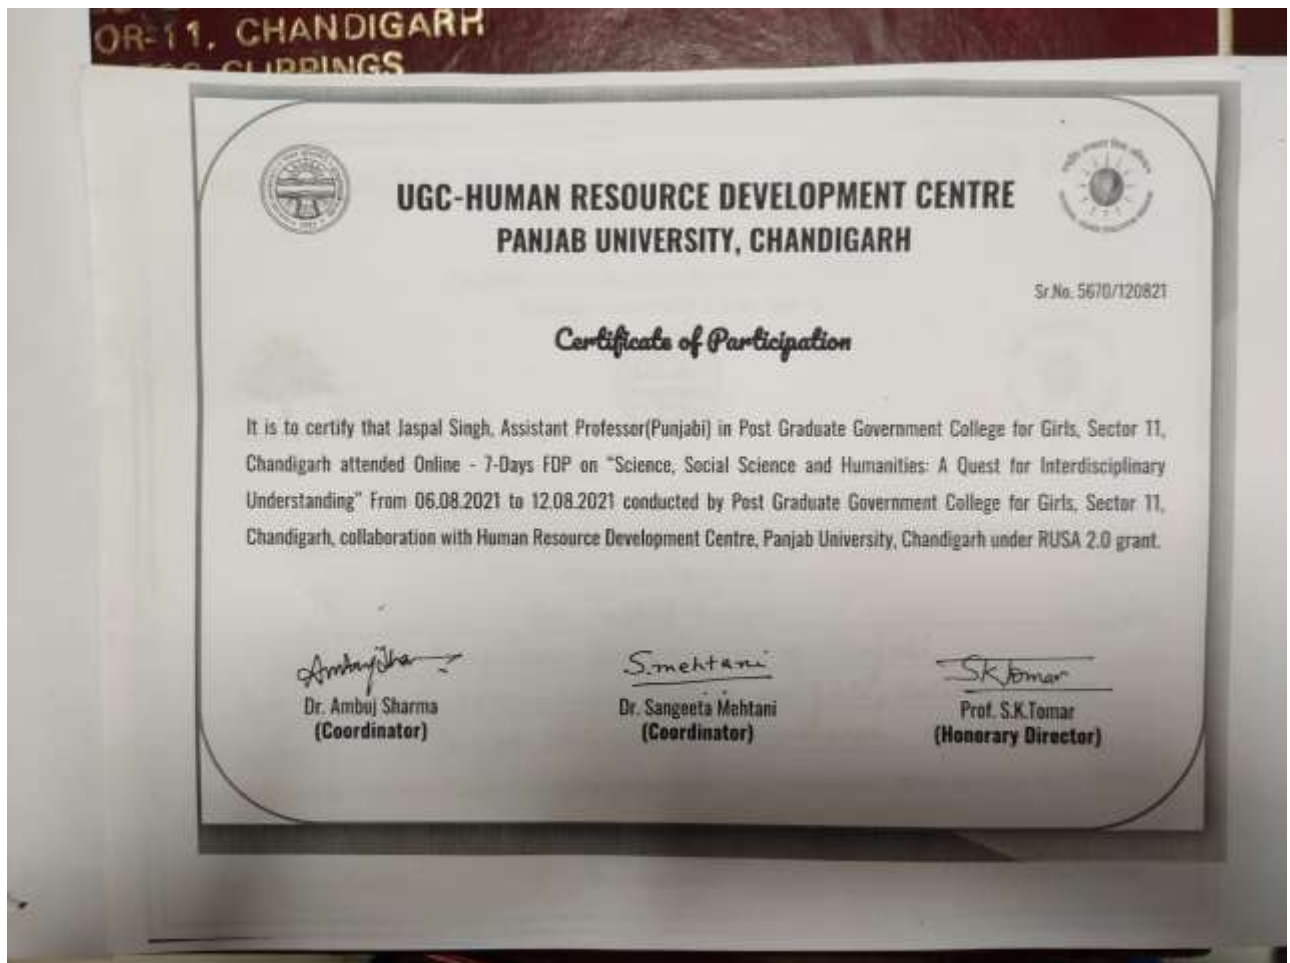 OR-11, CHANDIGARH
CLIPPINGS
UGC-HUMAN RESOURCE DEVELOPMENT CENTRE
PANJAB UNIVERSITY, CHANDIGARH
Sr.No. 5670/120821
Certificate of Participation
It is to certify that Jaspal Singh, Assistant Professor(Punjabi) in Post Graduate Government College for Girls, Sector 11,
Chandigarh attended Online - 7-Days FDP on "Science, Social Science and Humanities: A Quest for Interdisciplinary
Understanding" From 06.08.2021 to 12.08.2021 conducted by Post Graduate Government College for Girls, Sector 11,
Chandigarh, collaboration with Human Resource Development Centre, Panjab University, Chandigarh under RUSA 2.0 grant.
S.mehtani
SKTomar
Dr. Ambuj Sharma
(Coordinator)
Dr. Sangeeta Mehtani
(Coordinator)
Prof. S.K.Tomar
(Honorary Director)